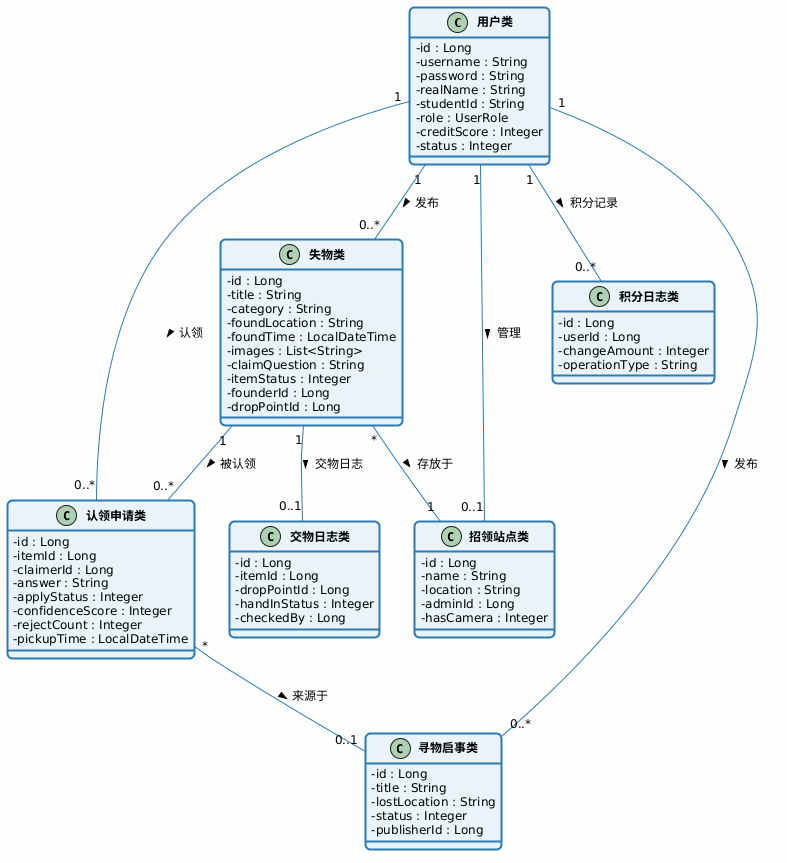 C 用户类
-id : Long
-username : String
-password : String
-realName : String
-studentId : String
-role : UserRole
-creditScore : Integer
-status : Integer
1
1
1
1
1
发布
积分记录
0..*
0..*
C 失物类
-id : Long
-title : String
-category : String
-foundLocation : String
-foundTime : LocalDateTime
-images : List<String>
-claimQuestion : String
-itemStatus : Integer
-founderId : Long
-dropPointId : Long
C 积分日志类
-id : Long
-userId : Long
-changeAmount : Integer
-operationType : String
认领
管理
1
1
*
被认领
交物日志
存放于
发布
0..*
0..*
0..1
1
0..1
C 认领申请类
-id : Long
-itemId : Long
-claimerId : Long
-answer : String
-applyStatus : Integer
-confidenceScore : Integer
-rejectCount : Integer
-pickupTime : LocalDateTime
C 交物日志类
-id : Long
-itemId : Long
-dropPointId : Long
-handInStatus : Integer
-checkedBy : Long
C 招领站点类
-id : Long
-name : String
-location : String
-adminId : Long
-hasCamera : Integer
*
来源于
0..1
0..*
C 寻物启事类
-id : Long
-title : String
-lostLocation : String
-status : Integer
-publisherId : Long